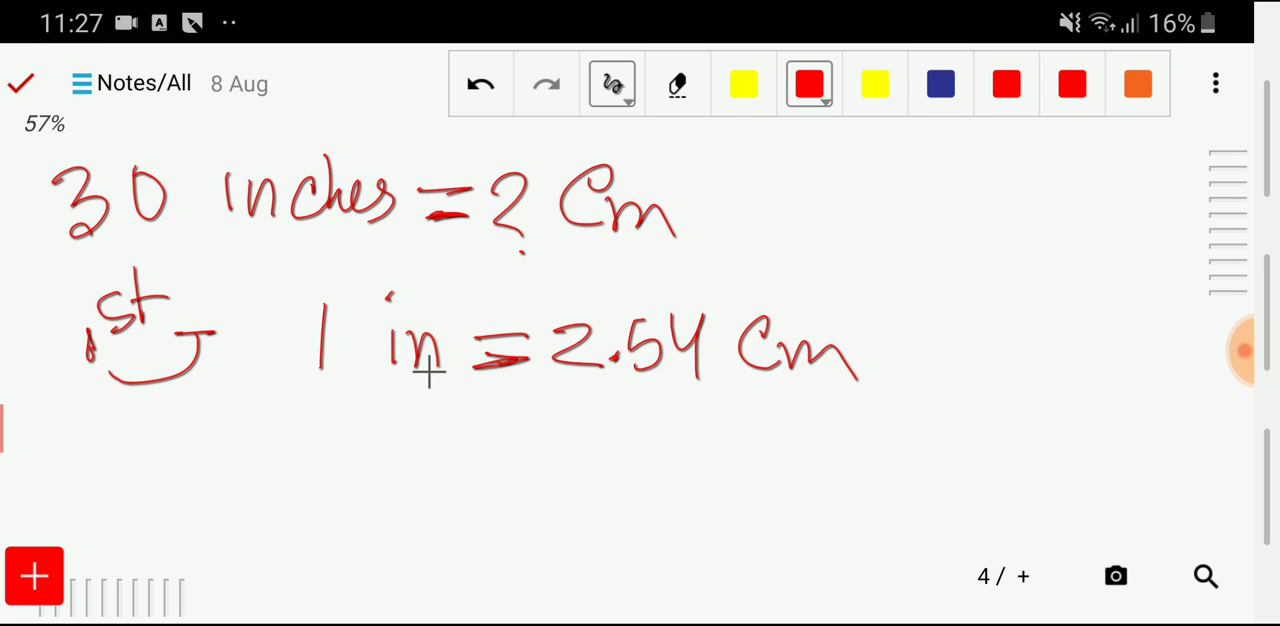 11:27 16%
Notes/All 8 Aug
57%
30 inches = ? Cm
1st 1 in = 2.54 Cm
4 / +